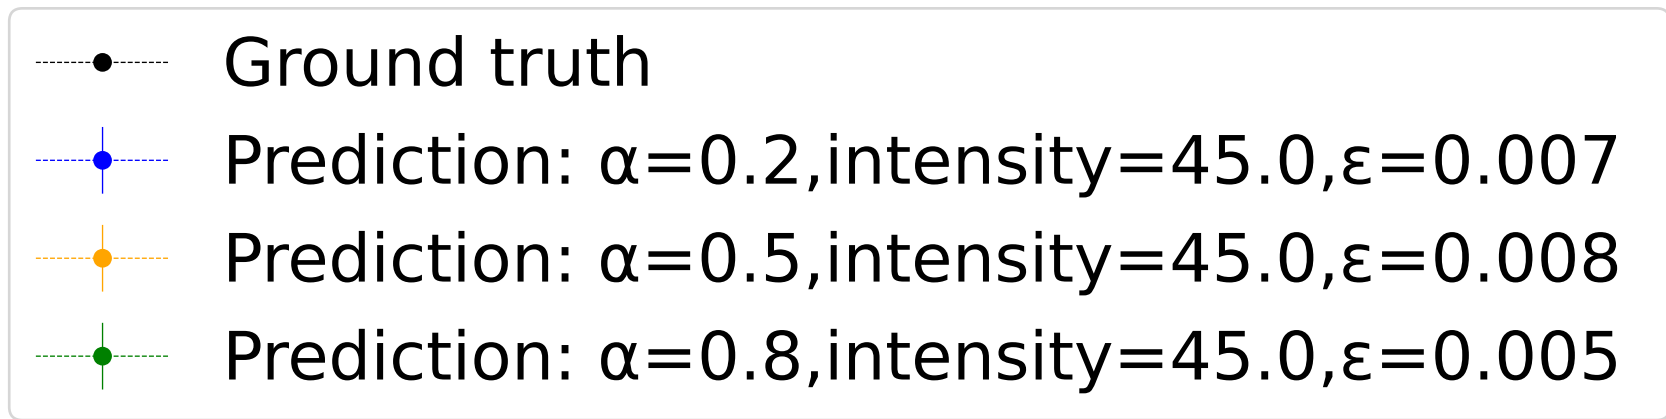 Ground truth
Prediction: α=0.2,intensity=45.0,ε=0.007
Prediction: α=0.5,intensity=45.0,ε=0.008
Prediction: α=0.8,intensity=45.0,ε=0.005